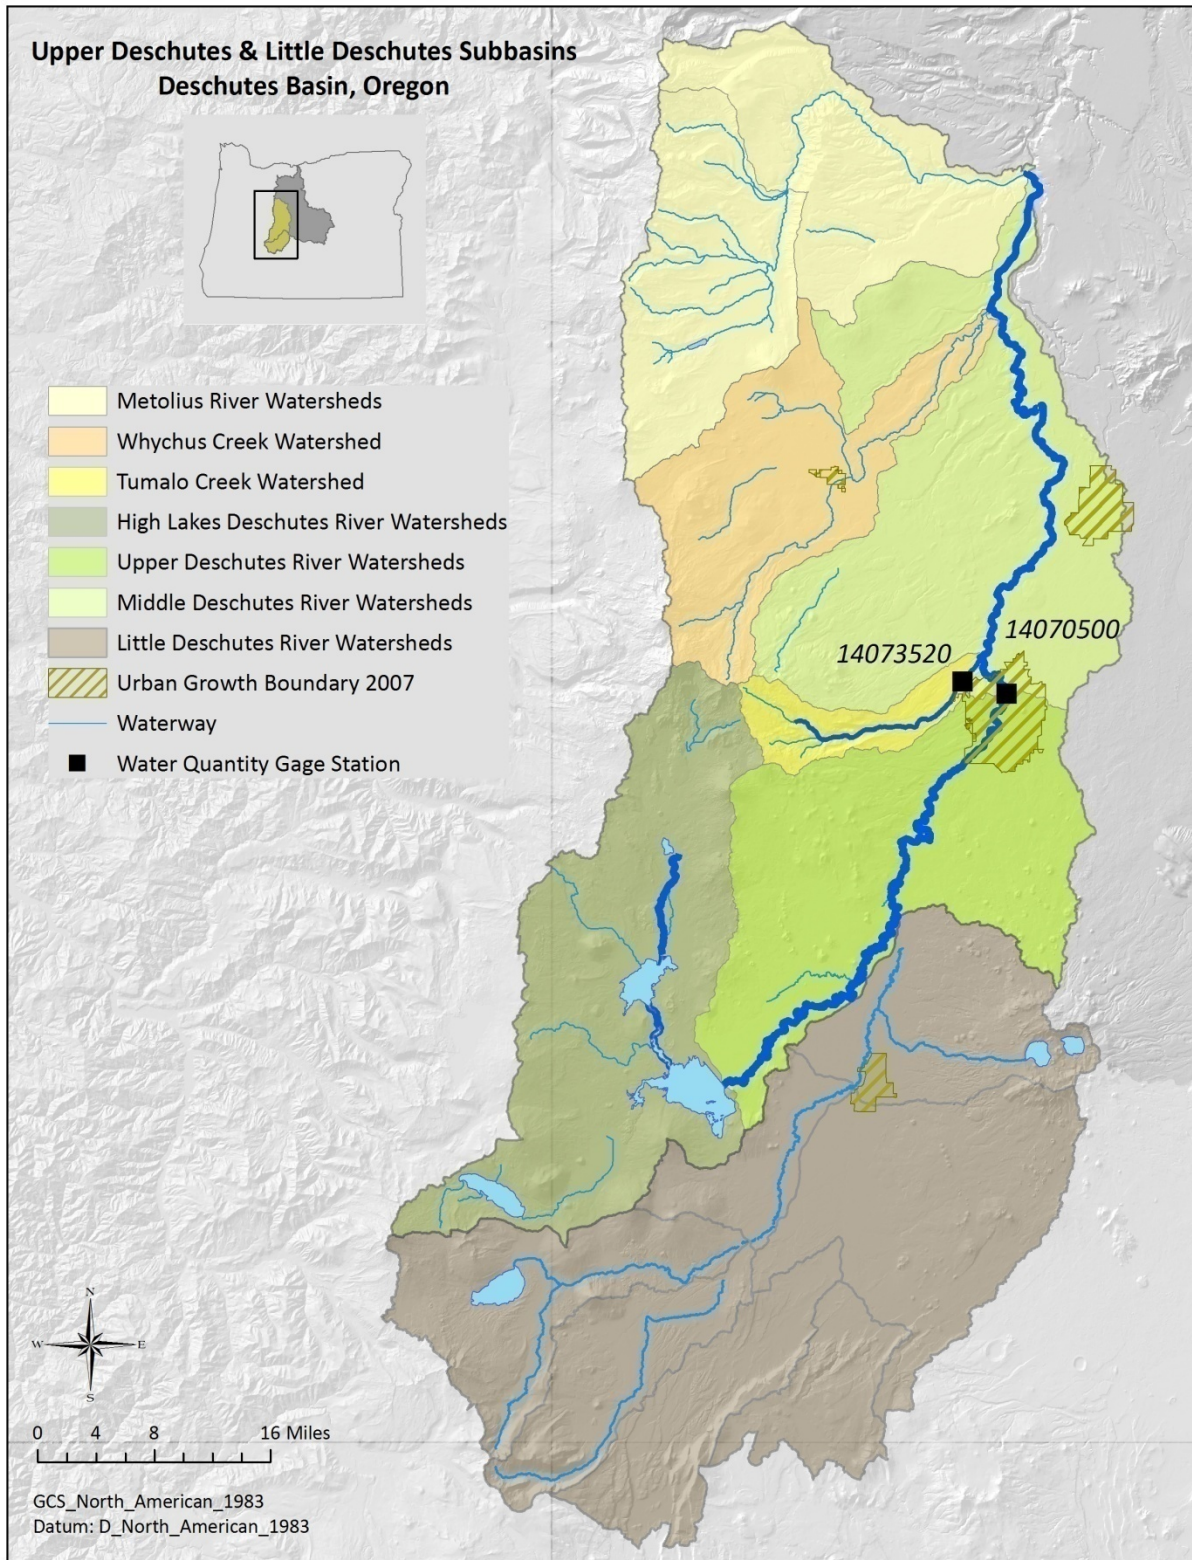 Upper Deschutes & Little Deschutes Subbasins
Deschutes Basin, Oregon
Metolius River Watersheds
Whychus Creek Watershed
Tumalo Creek Watershed
High Lakes Deschutes River Watersheds
Upper Deschutes River Watersheds
Middle Deschutes River Watersheds
Little Deschutes River Watersheds
Urban Growth Boundary 2007
Waterway
Water Quantity Gage Station
14070500
14073520
N
W E
S
0 4 8 16 Miles
GCS_North_American_1983
Datum: D_North_American_1983